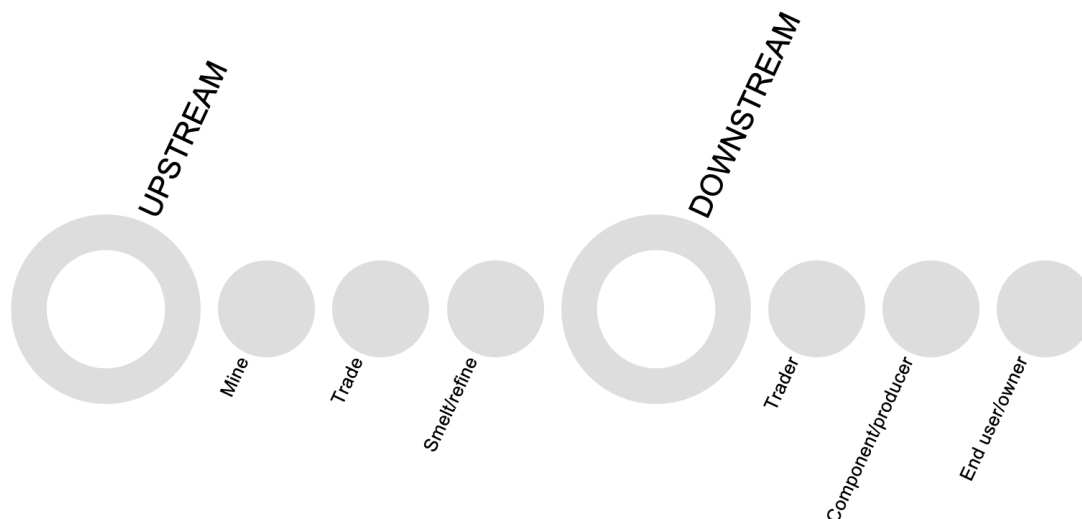 UPSTREAM
Mine
Trade
Smelt/refine
DOWNSTREAM
Trader
Component/producer
End user/owner